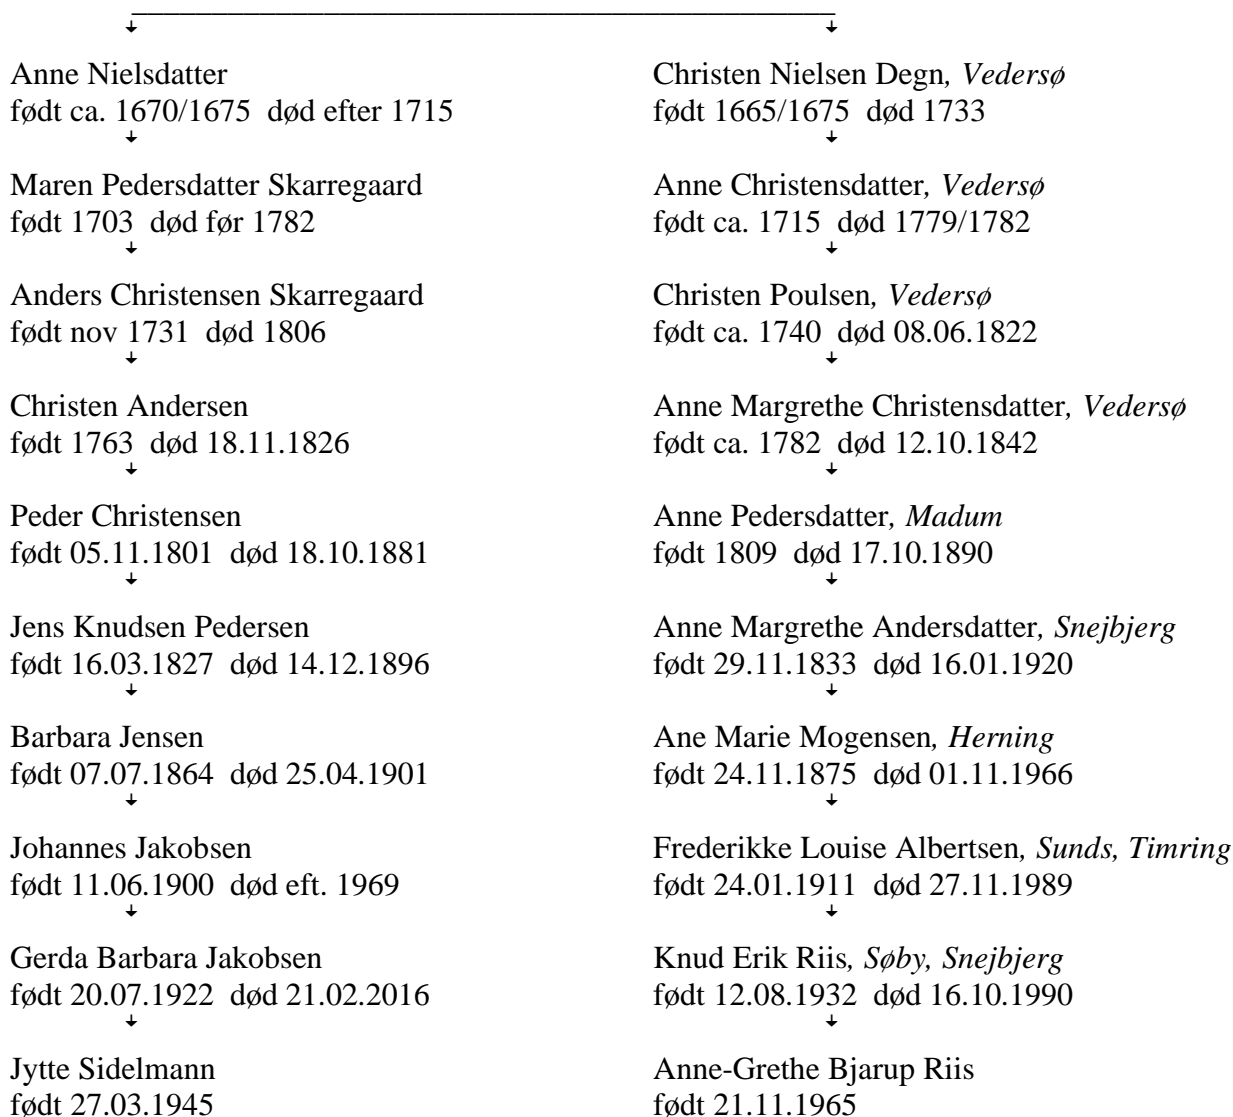 Anne Nielsdatter
født ca. 1670/1675  død efter 1715
Maren Pedersdatter Skarregaard
født 1703  død før 1782
Anders Christensen Skarregaard
født nov 1731  død 1806
Christen Andersen
født 1763  død 18.11.1826
Peder Christensen
født 05.11.1801  død 18.10.1881
Jens Knudsen Pedersen
født 16.03.1827  død 14.12.1896
Barbara Jensen
født 07.07.1864  død 25.04.1901
Johannes Jakobsen
født 11.06.1900  død eft. 1969
Gerda Barbara Jakobsen
født 20.07.1922  død 21.02.2016
Jytte Sidelmann
født 27.03.1945
Christen Nielsen Degn, Vedersø
født 1665/1675  død 1733
Anne Christensdatter, Vedersø
født ca. 1715  død 1779/1782
Christen Poulsen, Vedersø
født ca. 1740  død 08.06.1822
Anne Margrethe Christensdatter, Vedersø
født ca. 1782  død 12.10.1842
Anne Pedersdatter, Madum
født 1809  død 17.10.1890
Anne Margrethe Andersdatter, Snejbjerg
født 29.11.1833  død 16.01.1920
Ane Marie Mogensen, Herning
født 24.11.1875  død 01.11.1966
Frederikke Louise Albertsen, Sunds, Timring
født 24.01.1911  død 27.11.1989
Knud Erik Riis, Søby, Snejbjerg
født 12.08.1932  død 16.10.1990
Anne-Grethe Bjarup Riis
født 21.11.1965